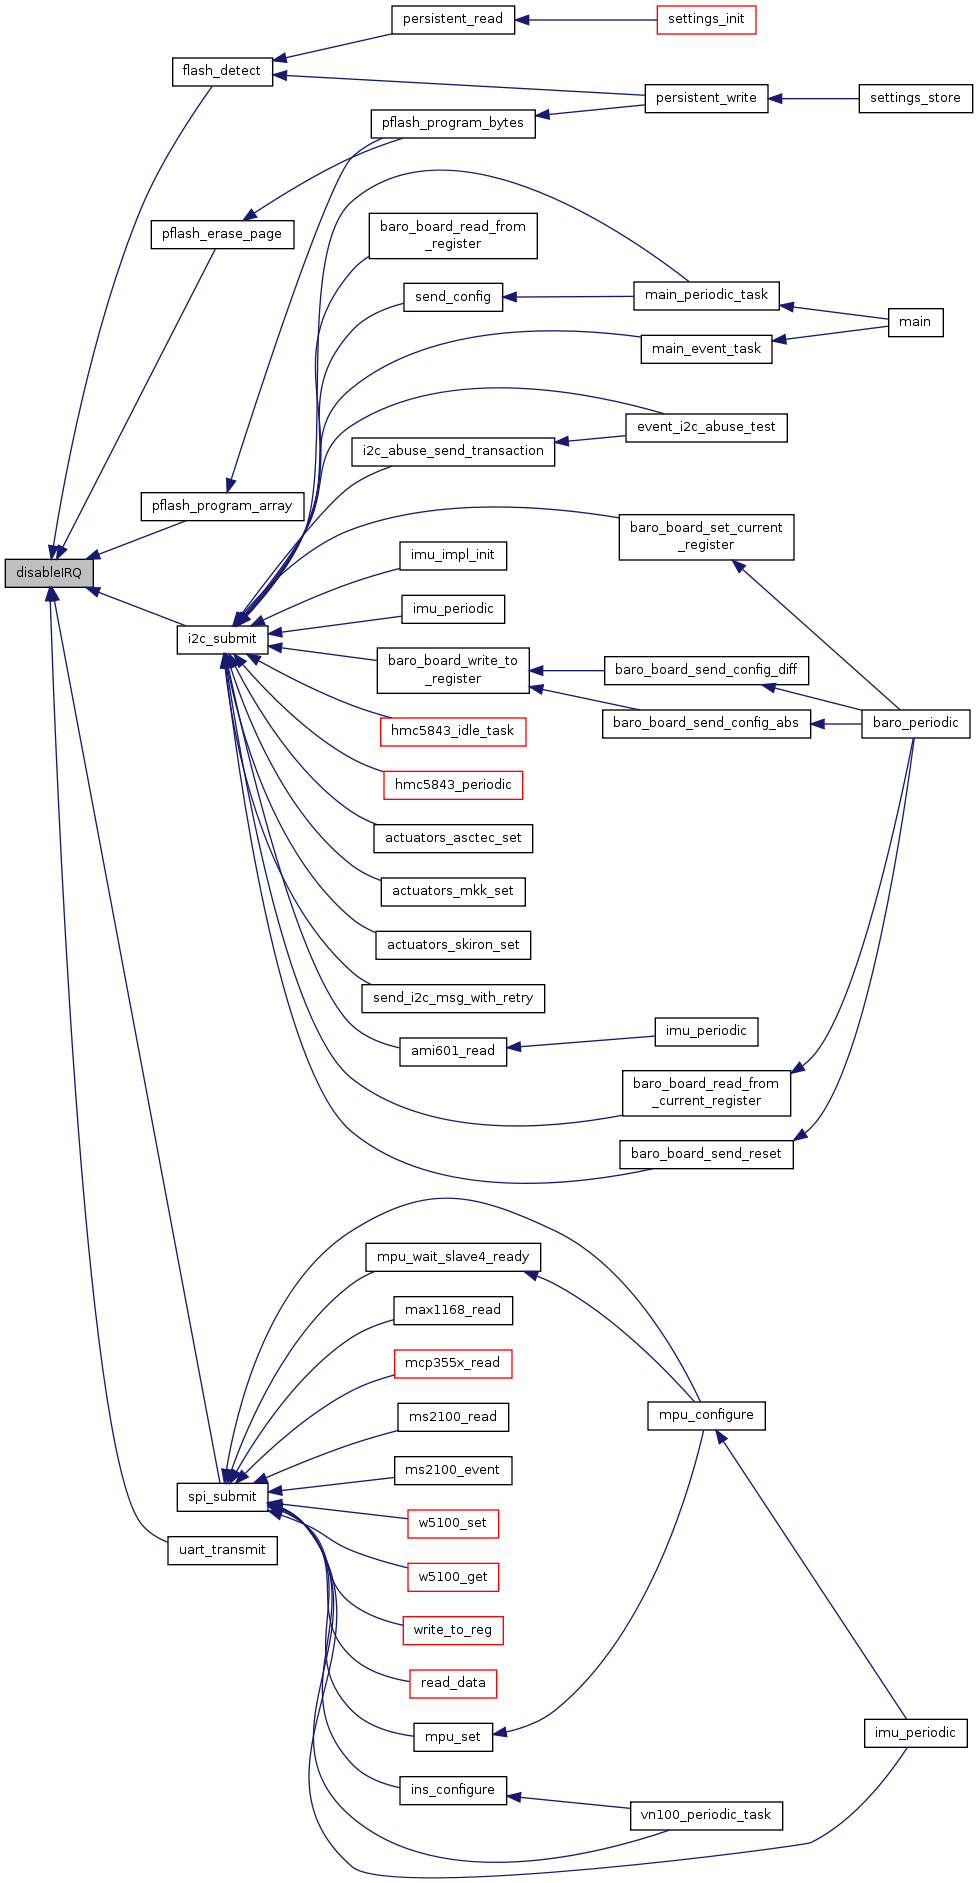 persistent_read
settings_init
flash_detect
persistent_write
settings_store
pflash_program_bytes
pflash_erase_page
baro_board_read_from
_register
send_config
main_periodic_task
main
main_event_task
event_i2c_abuse_test
i2c_abuse_send_transaction
pflash_program_array
baro_board_set_current
_register
imu_impl_init
disableIRQ
imu_periodic
i2c_submit
baro_board_write_to
_register
baro_board_send_config_diff
baro_board_send_config_abs
baro_periodic
hmc5843_idle_task
hmc5843_periodic
actuators_asctec_set
actuators_mkk_set
actuators_skiron_set
send_i2c_msg_with_retry
ami601_read
imu_periodic
baro_board_read_from
_current_register
baro_board_send_reset
mpu_wait_slave4_ready
max1168_read
mcp355x_read
ms2100_read
mpu_configure
ms2100_event
spi_submit
w5100_set
uart_transmit
w5100_get
write_to_reg
read_data
mpu_set
imu_periodic
ins_configure
vn100_periodic_task